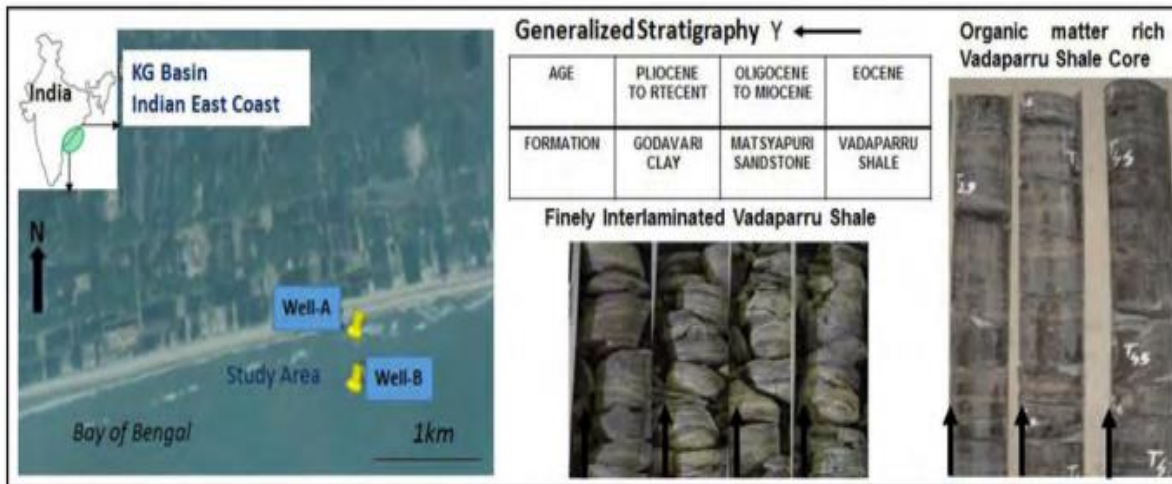 India
KG Basin
Indian East Coast
N
Well-A
Study Area
Well-B
Bay of Bengal
1km
Generalized Stratigraphy Y
AGE
PLIOCENE
TO RTECENT
OLIGOCENE
TO MIOCENE
EOCENE
FORMATION
GODAVARI
CLAY
MATSYAPURI
SANDSTONE
VADAPARRU
SHALE
Finely Interlaminated Vadaparru Shale
Organic matter rich
Vadaparru Shale Core